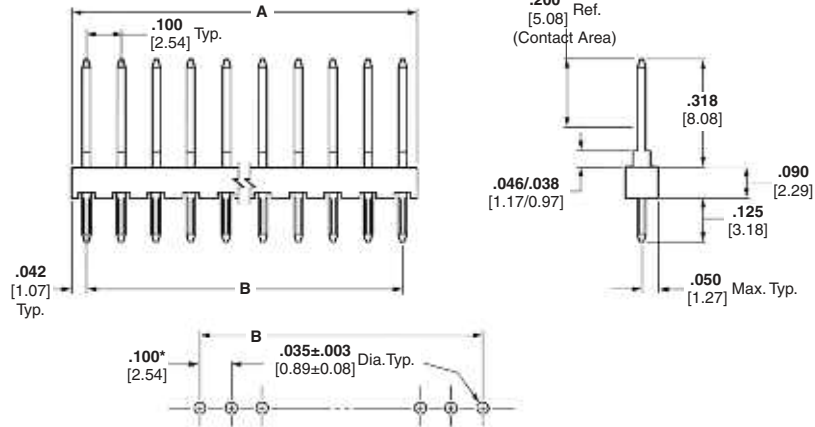 A
.100
[2.54] Typ.
.200
[5.08] Ref.
(Contact Area)
.318
[8.08]
.046/.038
[1.17/0.97]
.090
[2.29]
.125
[3.18]
.042
[1.07]
Typ.
B
.050
[1.27] Max. Typ.
B
.100*
[2.54]
.035±.003
[0.89±0.08] Dia.Typ.